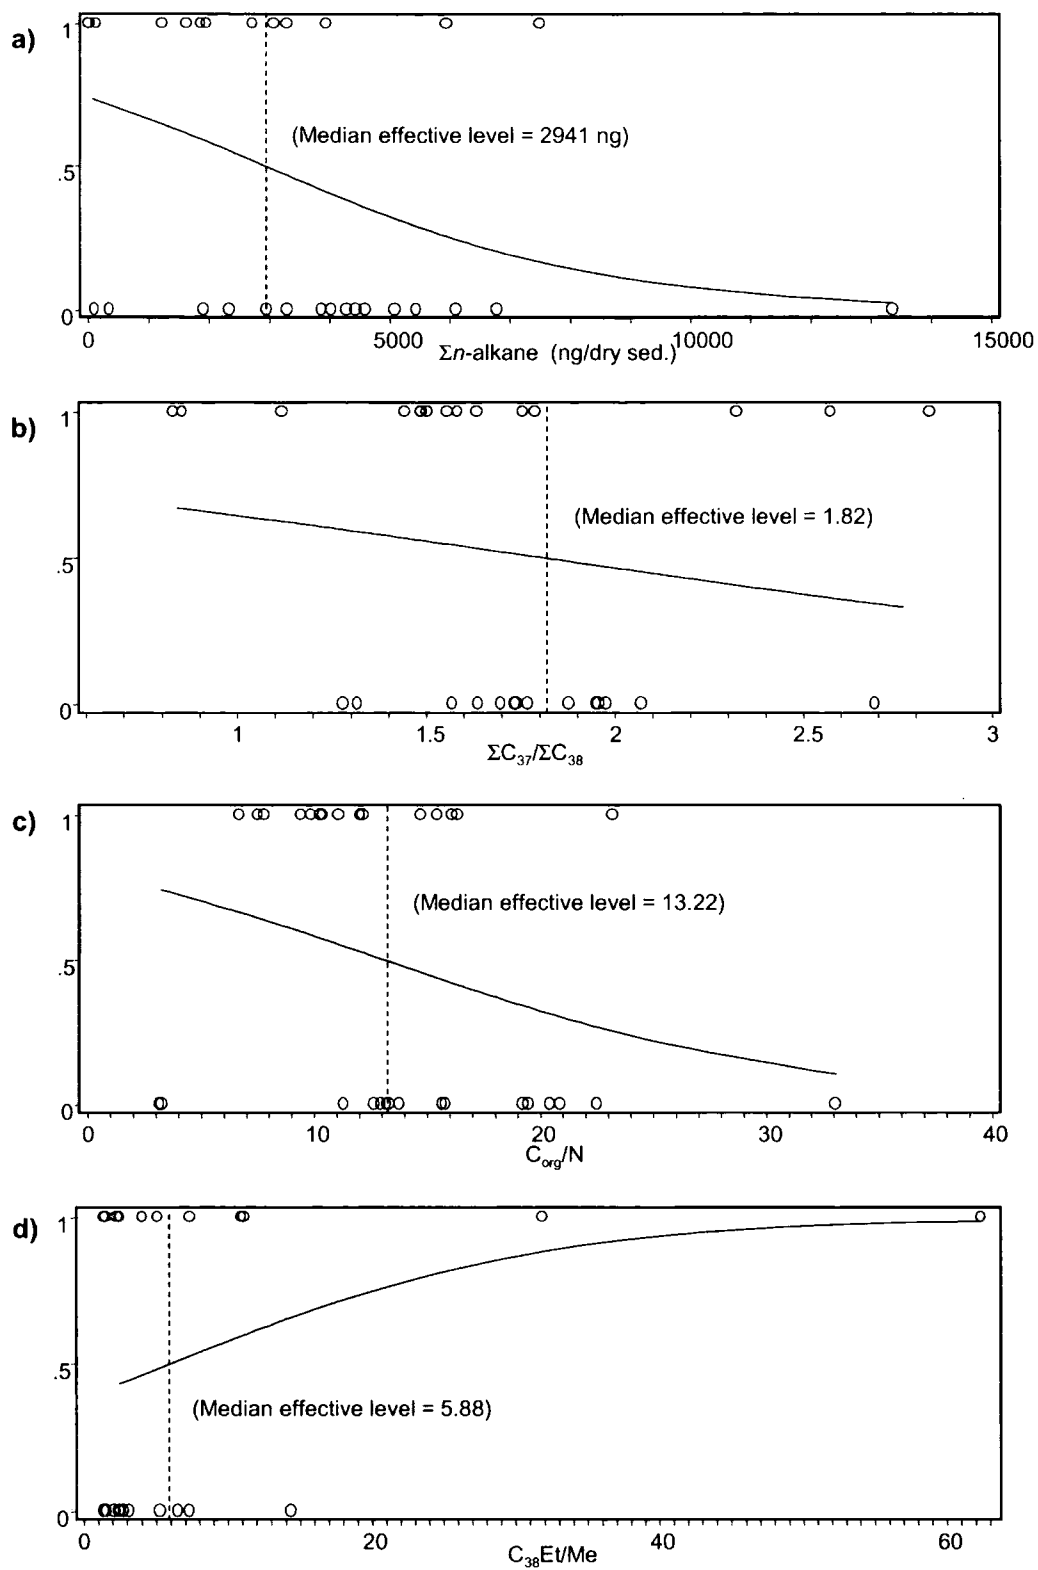 a)
1
(Median effective level = 2941 ng)
.5
0
0 5000 10000 15000
Σn-alkane (ng/dry sed.)
b)
1
(Median effective level = 1.82)
.5
0
1 1.5 2 2.5 3
ΣC37/ΣC38
c)
1
(Median effective level = 13.22)
.5
0
0 10 20 30 40
Corg/N
d)
1
.5
(Median effective level = 5.88)
0
0 20 40 60
C38Et/Me